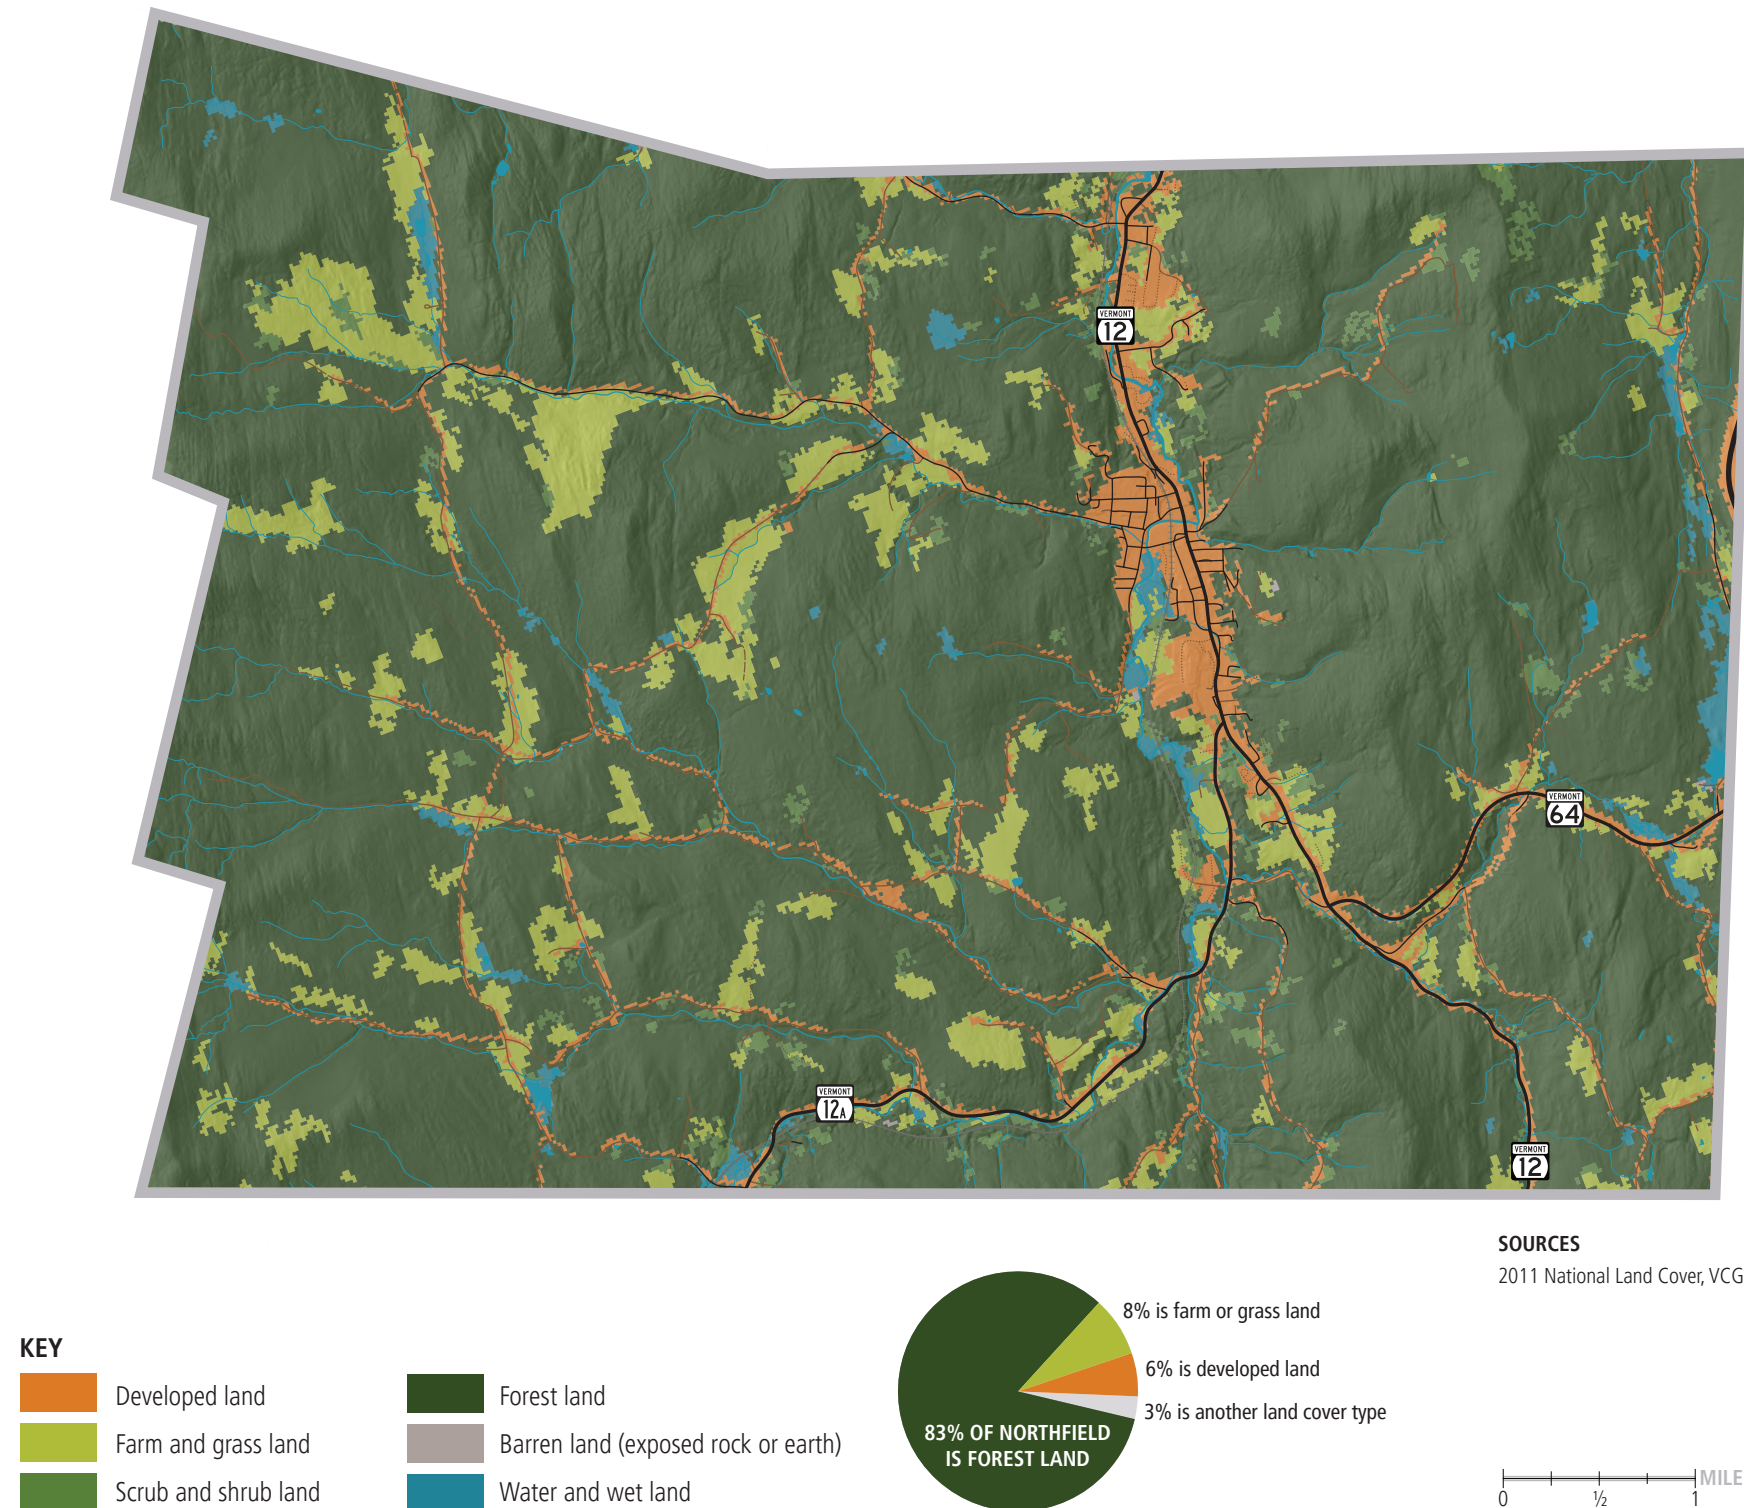 VERMONT
12
VERMONT
64
VERMONT
12A
VERMONT
12
SOURCES
2011 National Land Cover, VCG
8% is farm or grass land
6% is developed land
3% is another land cover type
83% OF NORTHFIELD
IS FOREST LAND
KEY
Developed land
Farm and grass land
Scrub and shrub land
Forest land
Barren land (exposed rock or earth)
Water and wet land
MILE
0 ½ 1